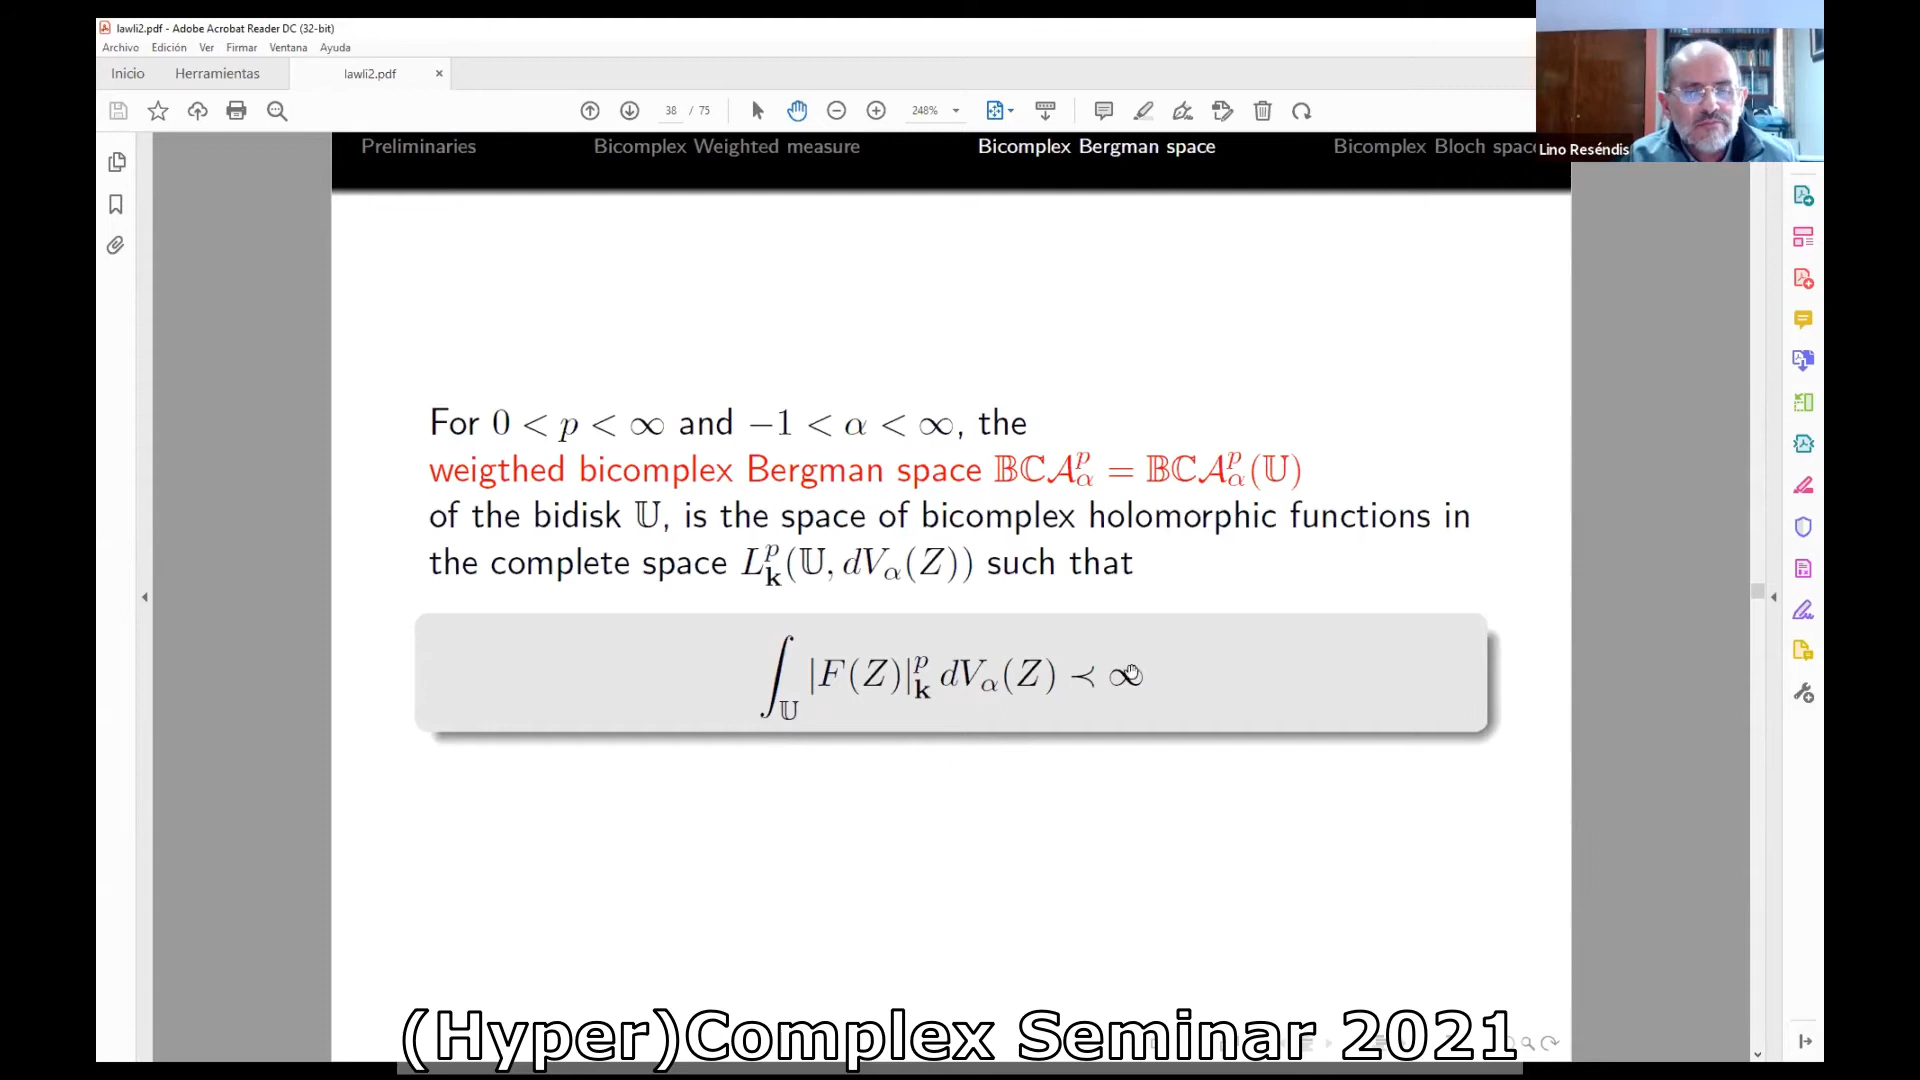 lawli2.pdf - Adobe Acrobat Reader DC (32-bit)
Archivo Edición Ver Firmar Ventana Ayuda
Inicio Herramientas lawli2.pdf ×
38 / 75 248%
Preliminaries Bicomplex Weighted measure Bicomplex Bergman space Bicomplex Bloch space
Lino Reséndis
For 0 < p < ∞ and −1 < α < ∞, the
weigthed bicomplex Bergman space 𝔹ℂ𝒜^p_α = 𝔹ℂ𝒜^p_α(𝕌)
of the bidisk 𝕌, is the space of bicomplex holomorphic functions in
the complete space L^p_𝐤(𝕌, dV_α(Z)) such that
∫_𝕌 |F(Z)|^p_𝐤 dV_α(Z) ≺ ∞
(Hyper)Complex Seminar 2021